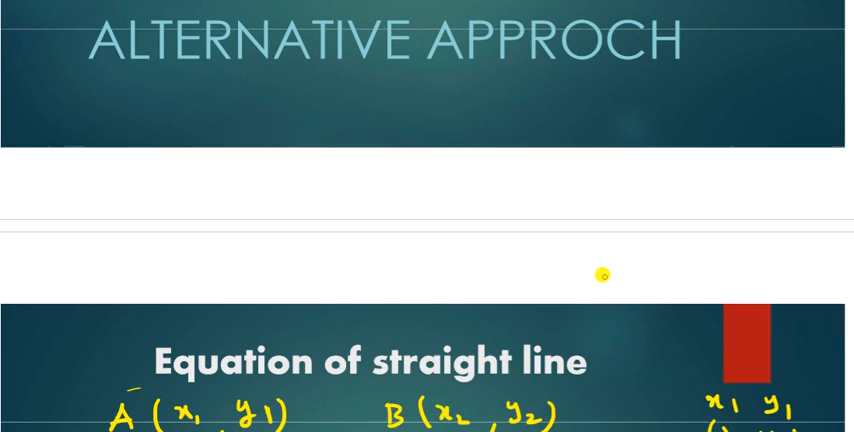 ALTERNATIVE APPROCH
Equation of straight line
A (x₁, y1) B (x₂, y₂) x1 y1